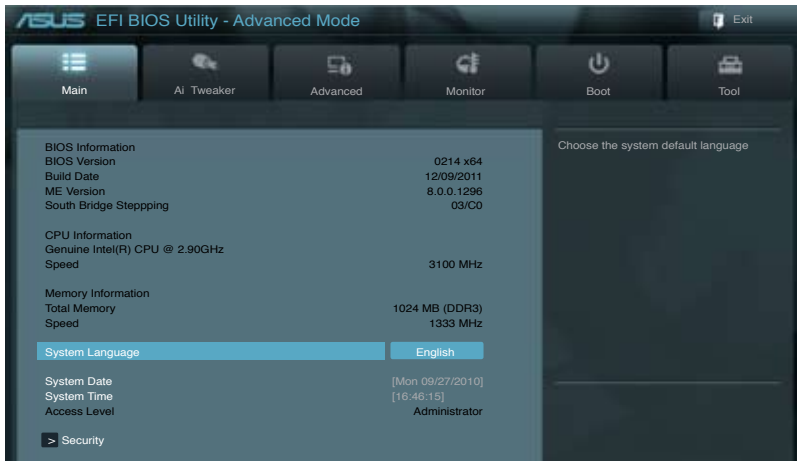 ASUS EFI BIOS Utility - Advanced Mode
Exit
Main
Ai Tweaker
Advanced
Monitor
Boot
Tool
BIOS Information
BIOS Version 0214 x64
Build Date 12/09/2011
ME Version 8.0.0.1296
South Bridge Steppping 03/C0
CPU Information
Genuine Intel(R) CPU @ 2.90GHz
Speed 3100 MHz
Memory Information
Total Memory 1024 MB (DDR3)
Speed 1333 MHz
System Language English
System Date [Mon 09/27/2010]
System Time [16:46:15]
Access Level Administrator
> Security
Choose the system default language